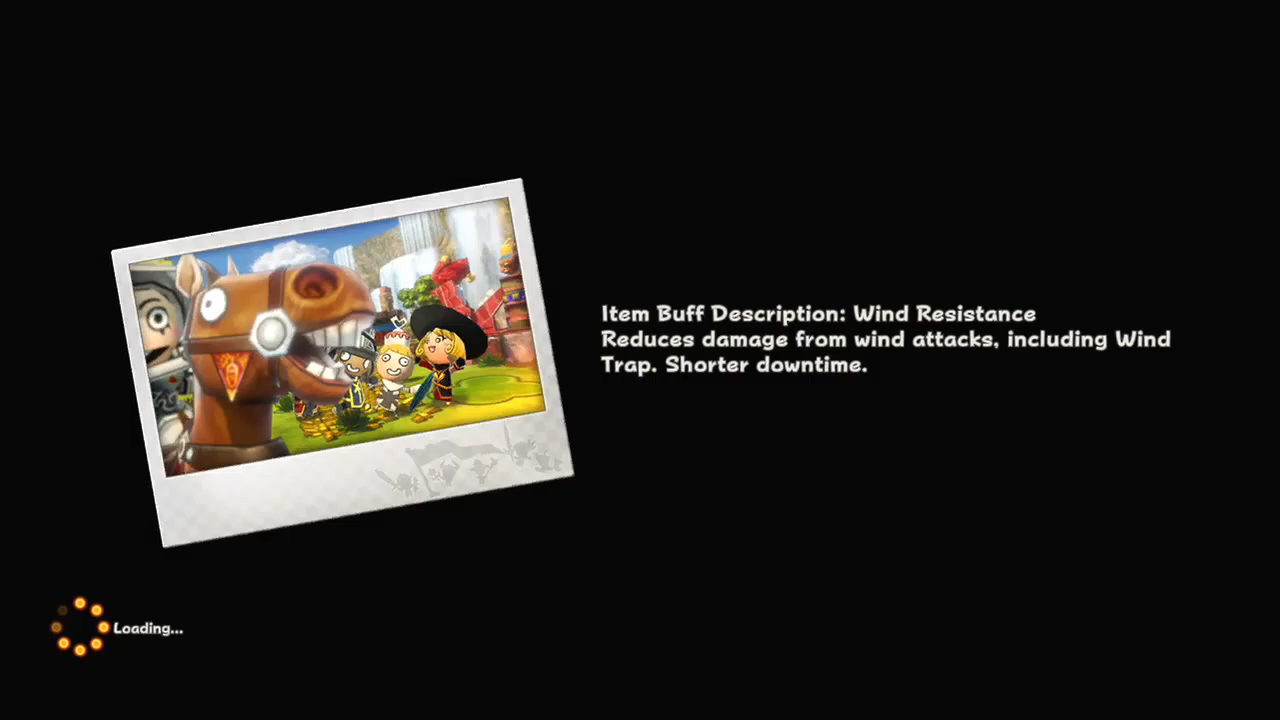 Item Buff Description: Wind Resistance
Reduces damage from wind attacks, including Wind
Trap. Shorter downtime.
Loading...